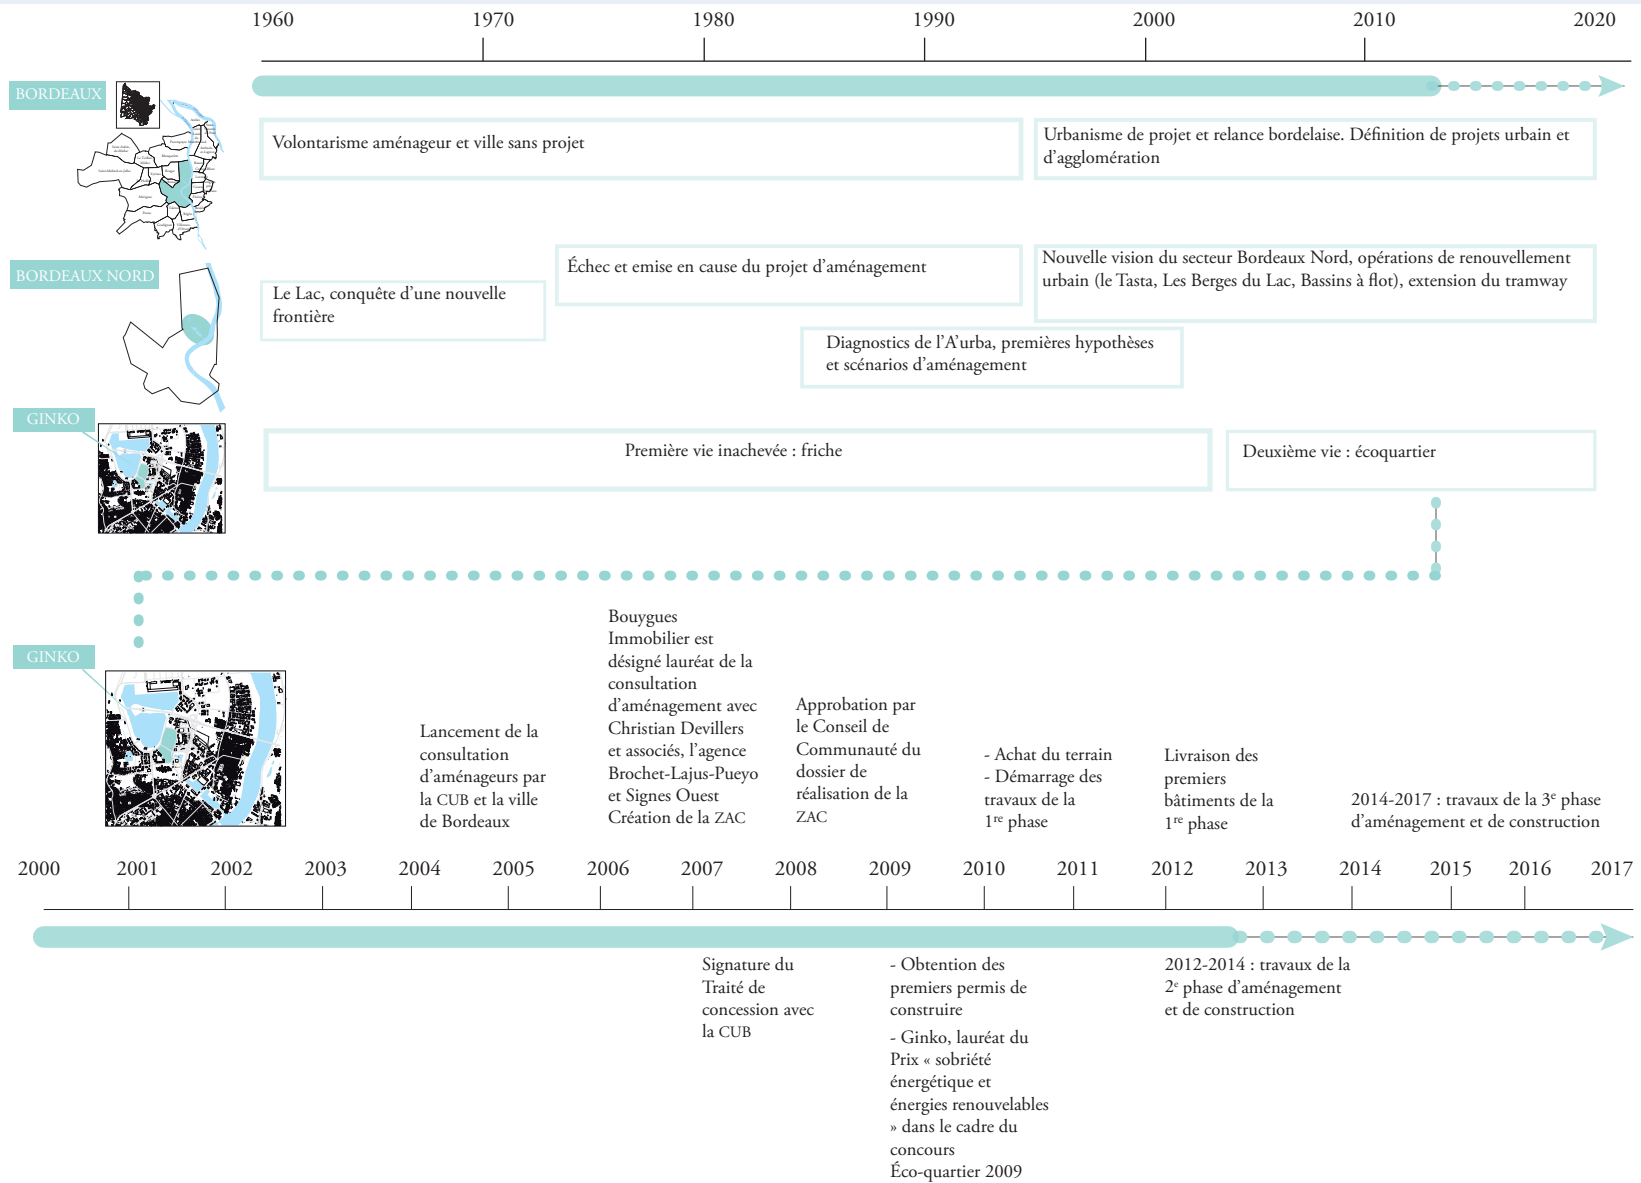 1960 1970 1980 1990 2000 2010 2020
BORDEAUX
Volontarisme aménageur et ville sans projet
Urbanisme de projet et relance bordelaise. Définition de projets urbain et
d’agglomération
BORDEAUX NORD
Le Lac, conquête d’une nouvelle
frontière
Échec et emise en cause du projet d’aménagement
Nouvelle vision du secteur Bordeaux Nord, opérations de renouvellement
urbain (le Tasta, Les Berges du Lac, Bassins à flot), extension du tramway
Diagnostics de l’A’urba, premières hypothèses
et scénarios d’aménagement
GINKO
Première vie inachevée : friche
Deuxième vie : écoquartier
GINKO
Lancement de la
consultation
d’aménageurs par
la CUB et la ville
de Bordeaux
Bouygues
Immobilier est
désigné lauréat de la
consultation
d’aménagement avec
Christian Devillers
et associés, l’agence
Brochet-Lajus-Pueyo
et Signes Ouest
Création de la ZAC
Approbation par
le Conseil de
Communauté du
dossier de
réalisation de la
ZAC
- Achat du terrain
- Démarrage des
travaux de la
1re phase
Livraison des
premiers
bâtiments de la
1re phase
2014-2017 : travaux de la 3e phase
d’aménagement et de construction
2000 2001 2002 2003 2004 2005 2006 2007 2008 2009 2010 2011 2012 2013 2014 2015 2016 2017
Signature du
Traité de
concession avec
la CUB
- Obtention des
premiers permis de
construire
- Ginko, lauréat du
Prix « sobriété
énergétique et
énergies renouvelables
» dans le cadre du
concours
Éco-quartier 2009
2012-2014 : travaux de la
2e phase d’aménagement
et de construction